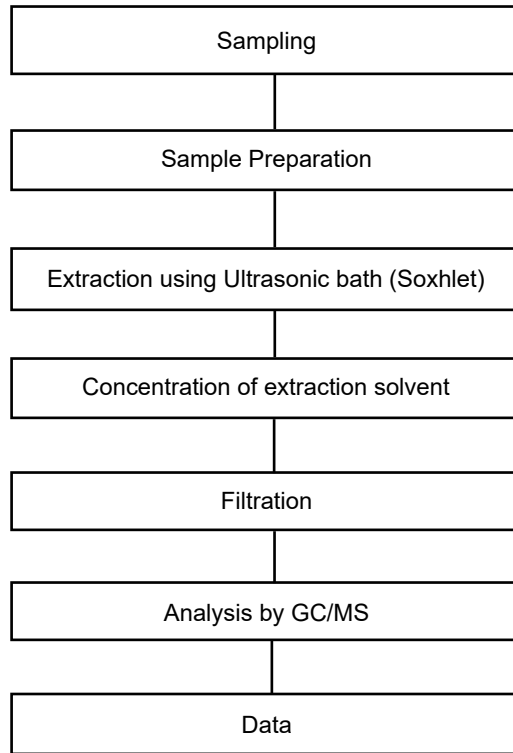 Sampling
Sample Preparation
Extraction using Ultrasonic bath (Soxhlet)
Concentration of extraction solvent
Filtration
Analysis by GC/MS
Data